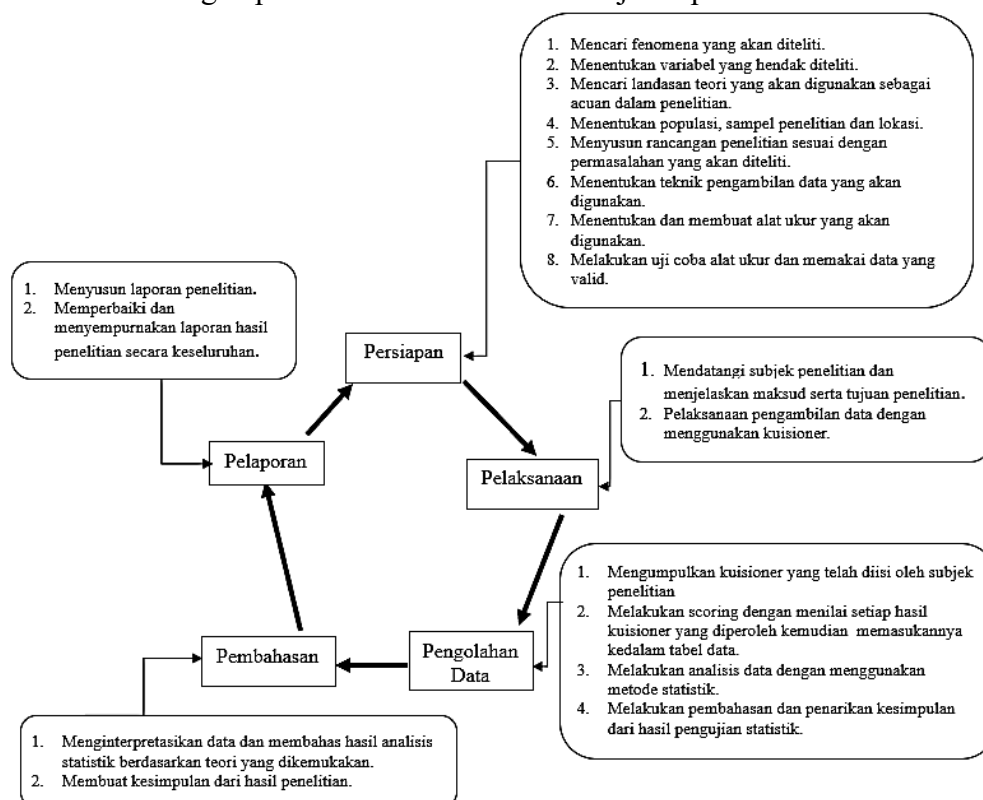 1. Mencari fenomena yang akan diteliti.
2. Menentukan variabel yang hendak diteliti.
3. Mencari landasan teori yang akan digunakan sebagai
acuan dalam penelitian.
4. Menentukan populasi, sampel penelitian dan lokasi.
5. Menyusun rancangan penelitian sesuai dengan
permasalahan yang akan diteliti.
6. Menentukan teknik pengambilan data yang akan
digunakan.
7. Menentukan dan membuat alat ukur yang akan
digunakan.
8. Melakukan uji coba alat ukur dan memakai data yang
valid.
1. Menyusun laporan penelitian.
2. Memperbaiki dan
menyempurnakan laporan hasil
penelitian secara keseluruhan.
Persiapan
1. Mendatangi subjek penelitian dan
menjelaskan maksud serta tujuan penelitian.
2. Pelaksanaan pengambilan data dengan
menggunakan kuisioner.
Pelaporan
Pelaksanaan
1. Mengumpulkan kuisioner yang telah diisi oleh subjek
penelitian
2. Melakukan scoring dengan menilai setiap hasil
kuisioner yang diperoleh kemudian memasukannya
kedalam tabel data.
3. Melakukan analisis data dengan menggunakan
metode statistik.
4. Melakukan pembahasan dan penarikan kesimpulan
dari hasil pengujian statistik.
Pembahasan
Pengolahan
Data
1. Menginterpretasikan data dan membahas hasil analisis
statistik berdasarkan teori yang dikemukakan.
2. Membuat kesimpulan dari hasil penelitian.